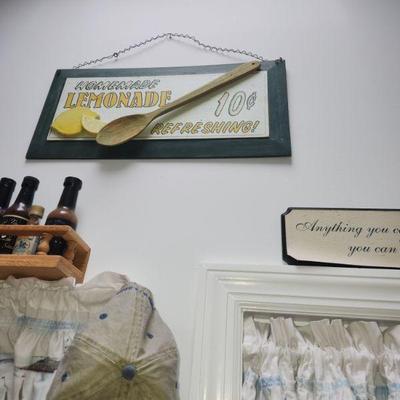 HOMEMADE
LEMONADE
10¢
REFRESHING!
Anything you c
you can